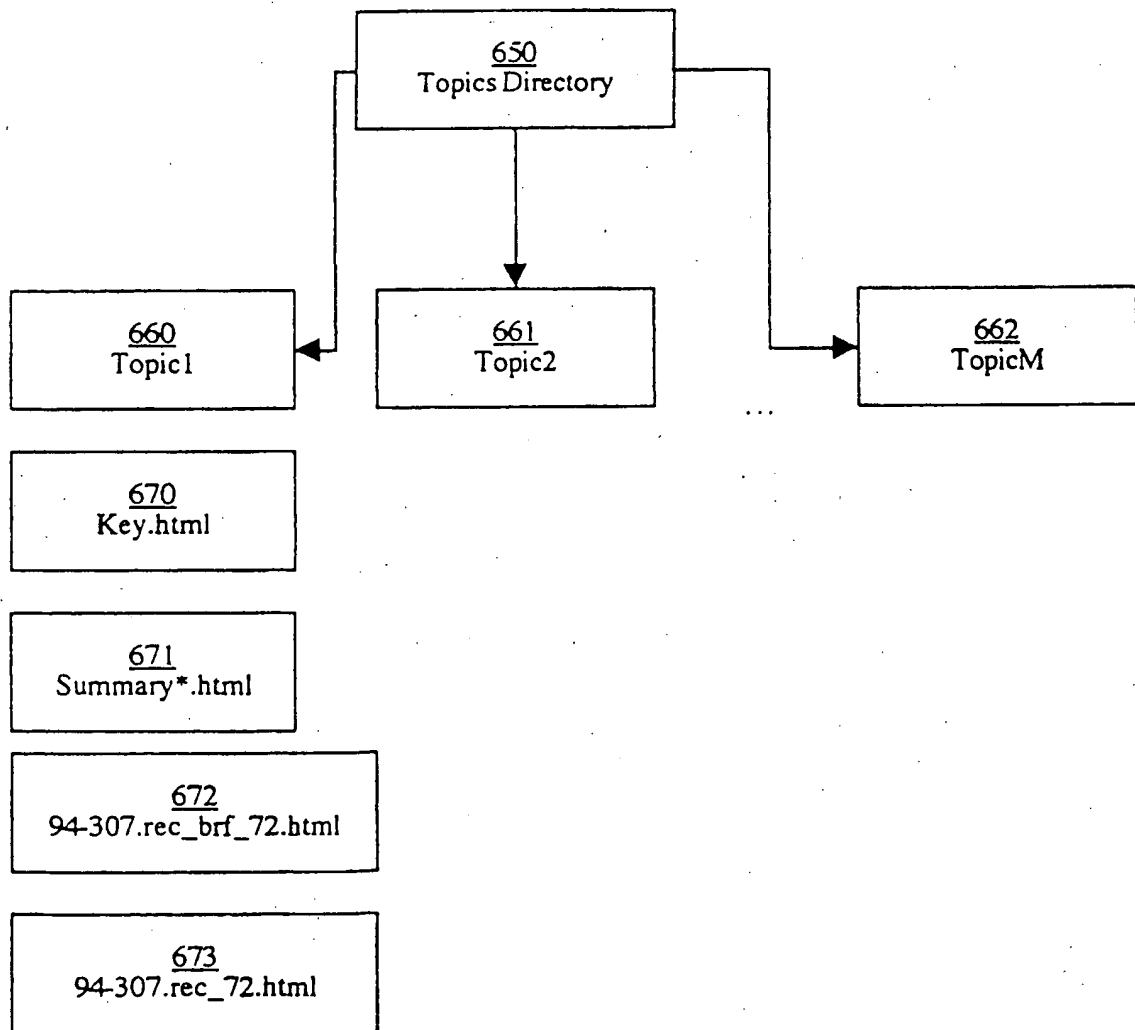 650
Topics Directory
660
Topic1
661
Topic2
662
TopicM
...
670
Key.html
671
Summary*.html
672
94-307.rec_brf_72.html
673
94-307.rec_72.html